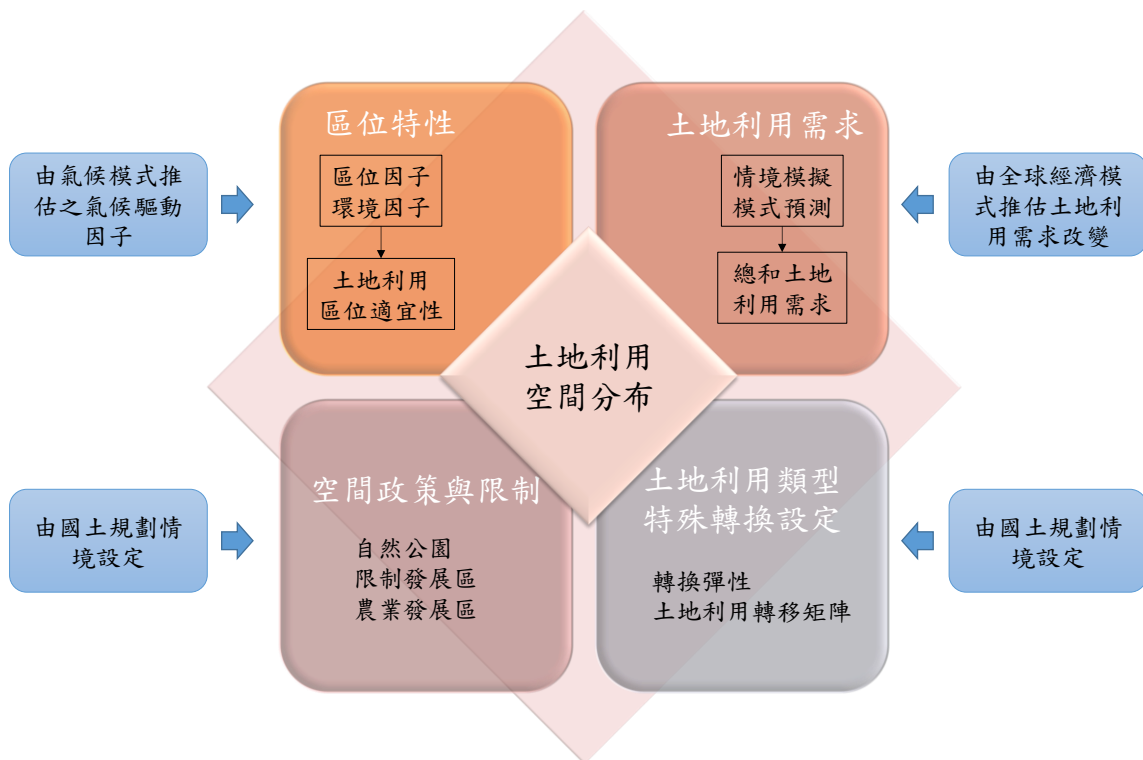 區位特性
區位因子
環境因子
土地利用
區位適宜性
土地利用需求
情境模擬
模式預測
總和土地
利用需求
由氣候模式推
估之氣候驅動
因子
由全球經濟模
式推估土地利
用需求改變
土地利用
空間分布
空間政策與限制
自然公園
限制發展區
農業發展區
土地利用類型
特殊轉換設定
轉換彈性
土地利用轉移矩陣
由國土規劃情
境設定
由國土規劃情
境設定